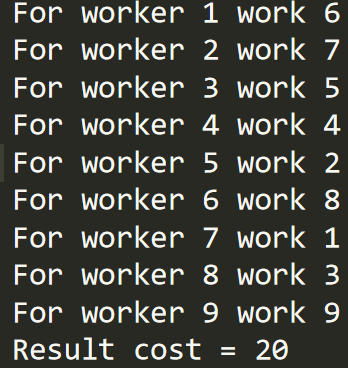 For worker 1 work 6
For worker 2 work 7
For worker 3 work 5
For worker 4 work 4
For worker 5 work 2
For worker 6 work 8
For worker 7 work 1
For worker 8 work 3
For worker 9 work 9
Result cost = 20